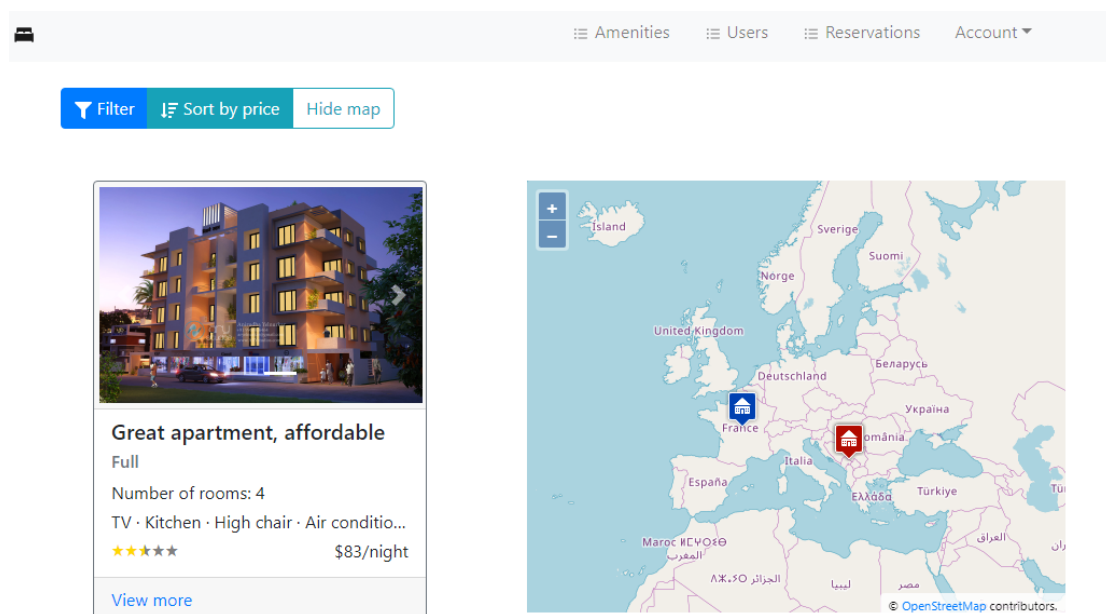 Amenities
Users
Reservations
Account
Filter
Sort by price
Hide map
+
−
Island
Sverige
Suomi
Norge
United Kingdom
Беларусь
Deutschland
Україна
France
România
Italia
España
Ελλάδα
Türkiye
العراق
Maroc
المغرب
الجزائر
ليبيا
مصر
© OpenStreetMap contributors.
Great apartment, affordable
Full
Number of rooms: 4
TV · Kitchen · High chair · Air conditio...
$83/night
View more